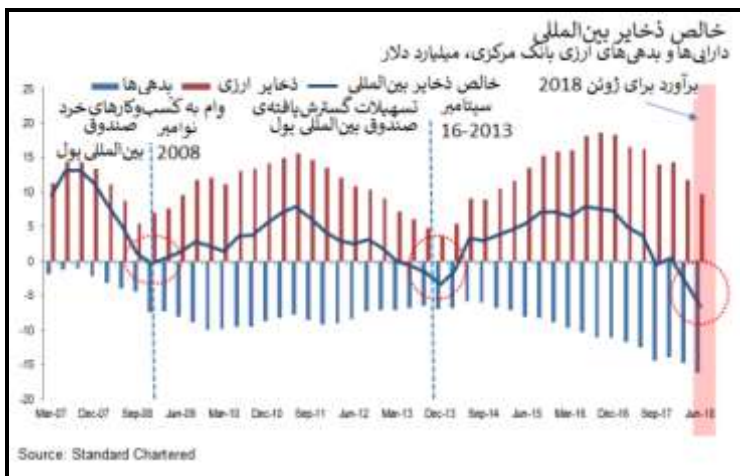 خالص ذخایر بین‌المللی
دارایی‌ها و بدهی‌های ارزی بانک مرکزی، میلیارد دلار
برآورد برای ژوئن 2018
خالص ذخایر بین‌المللی
ذخایر ارزی
بدهی‌ها
سپتامبر
2013-16
تسهیلات گسترش‌یافته‌ی
صندوق بین‌المللی پول
وام به کسب‌وکارهای خرد
نوامبر
2008
صندوق
بین‌المللی پول
25
20
15
10
5
0
-5
-10
-15
-20
Mar-07
Dec-07
Sep-08
Jun-09
Mar-10
Dec-10
Sep-11
Jun-12
Mar-13
Dec-13
Sep-14
Jun-15
Mar-16
Dec-16
Sep-17
Jun-18
Source: Standard Chartered